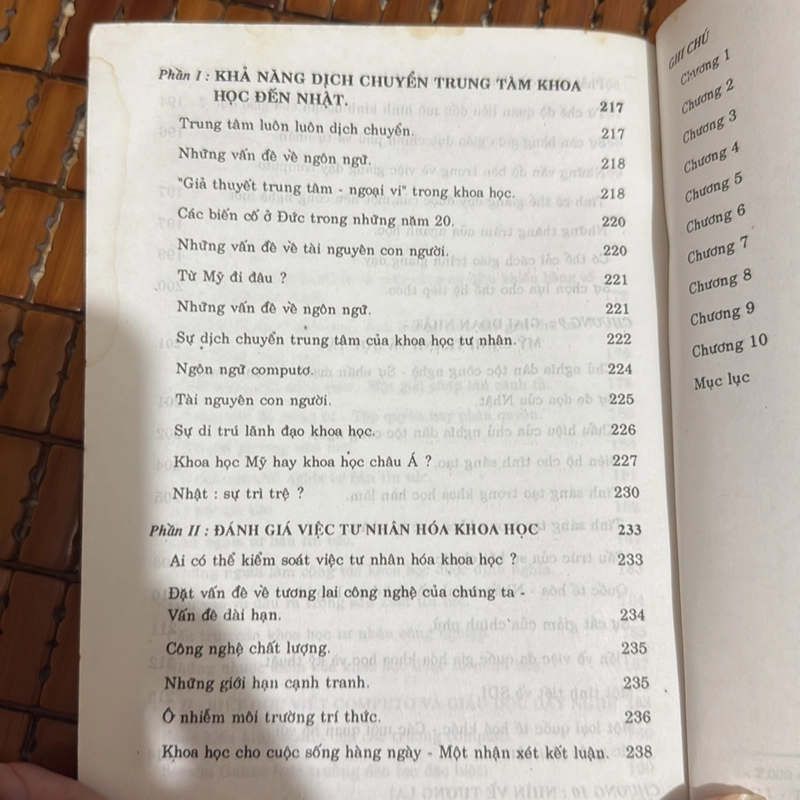 Phần I : KHẢ NĂNG DỊCH CHUYỂN TRUNG TÂM KHOA
HỌC ĐẾN NHẬT. 217
Trung tâm luôn luôn dịch chuyển. 217
Những vấn đề về ngôn ngữ. 218
"Giả thuyết trung tâm - ngoại vi" trong khoa học. 218
Các biến cố ở Đức trong những năm 20. 220
Những vấn đề về tài nguyên con người. 220
Từ Mỹ đi đâu ? 221
Những vấn đề về ngôn ngữ. 221
Sự dịch chuyển trung tâm của khoa học tư nhân. 222
Ngôn ngữ computơ. 224
Tài nguyên con người. 225
Sự di trú lãnh đạo khoa học. 226
Khoa học Mỹ hay khoa học châu Á ? 227
Nhật : sự trì trệ ? 230
Phần II : ĐÁNH GIÁ VIỆC TƯ NHÂN HÓA KHOA HỌC 233
Ai có thể kiểm soát việc tư nhân hóa khoa học ? 233
Đặt vấn đề về tương lai công nghệ của chúng ta -
Vấn đề dài hạn. 234
Công nghệ chất lượng. 235
Những giới hạn cạnh tranh. 235
Ô nhiễm môi trường trí thức. 236
Khoa học cho cuộc sống hàng ngày - Một nhận xét kết luận. 238
GHI CHÚ
Chương 1
Chương 2
Chương 3
Chương 4
Chương 5
Chương 6
Chương 7
Chương 8
Chương 9
Chương 10
Mục lục